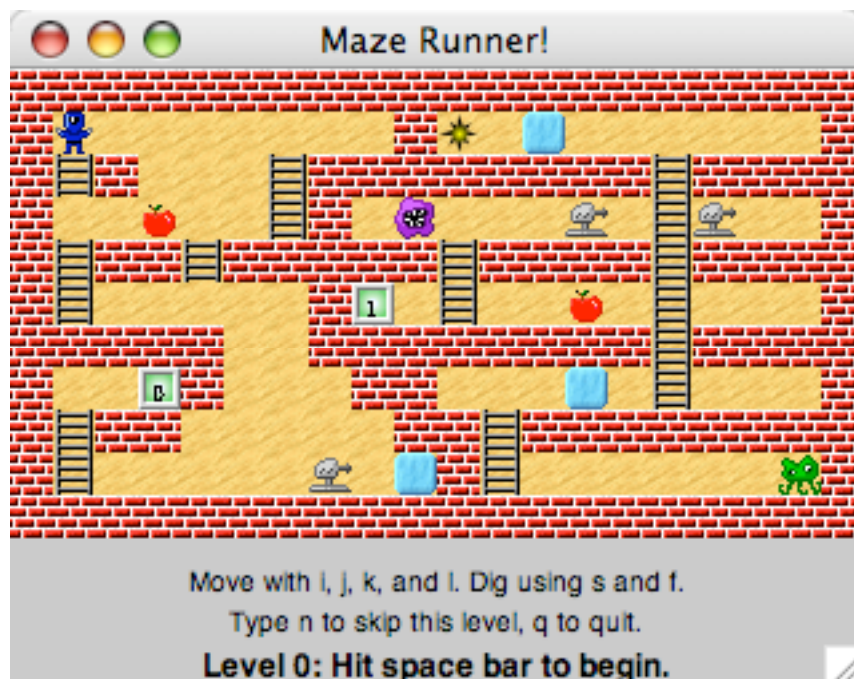 Maze Runner!
1
0
Move with i, j, k, and l. Dig using s and f.
Type n to skip this level, q to quit.
Level 0: Hit space bar to begin.